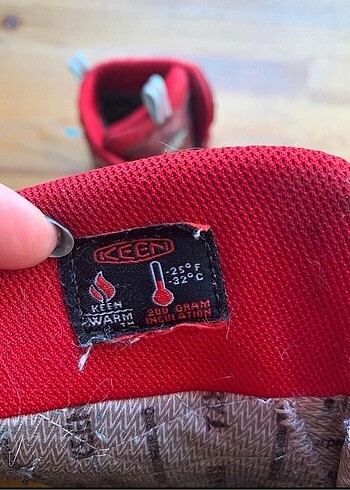 KEEN
-25° F
-32° C
KEEN
WARM
200 GRAM
INSULATION